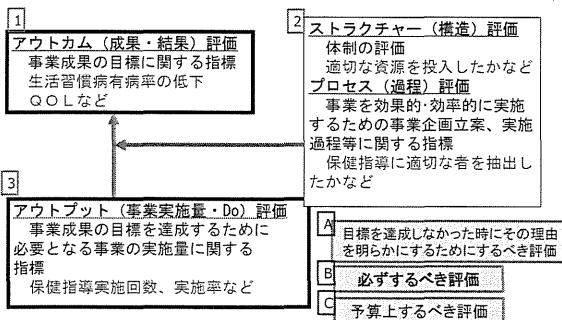 1
アウトカム（成果・結果）評価
事業成果の目標に関する指標
生活習慣病有病率の低下
ＱＯＬなど
2
ストラクチャー（構造）評価
体制の評価
適切な資源を投入したかなど
プロセス（過程）評価
事業を効果的･効率的に実施
するための事業企画立案、実施
過程等に関する指標
保健指導に適切な者を抽出し
たかなど
3
アウトプット（事業実施量・Do）評価
事業成果の目標を達成するために
必要となる事業の実施量に関する
指標
保健指導実施回数、実施率など
A
目標を達成しなかった時にその理由
を明らかにするためにするべき評価
B
必ずするべき評価
C
予算上するべき評価